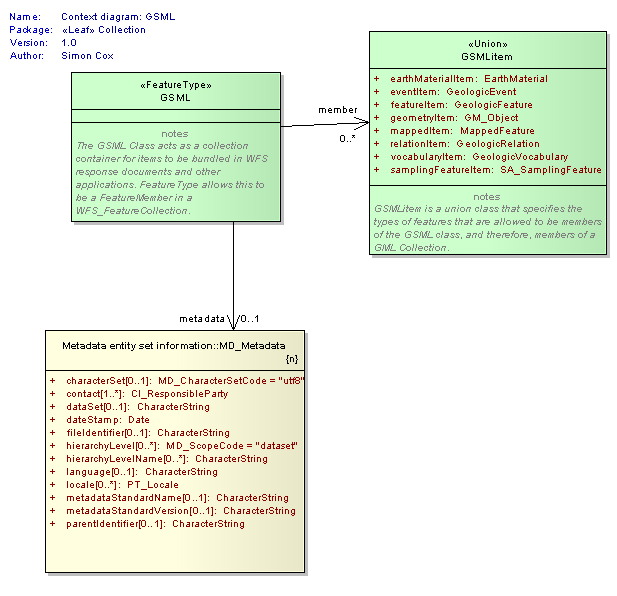 Name: Context diagram: GSML
Package: «Leaf» Collection
Version: 1.0
Author: Simon Cox
«FeatureType»
GSML
notes
The GSML Class acts as a collection
container for items to be bundled in WFS
response documents and other
applications. FeatureType allows this to
be a FeatureMember in a
WFS_FeatureCollection.
member
0..*
«Union»
GSMLitem
+ earthMaterialItem: EarthMaterial
+ eventItem: GeologicEvent
+ featureItem: GeologicFeature
+ geometryItem: GM_Object
+ mappedItem: MappedFeature
+ relationItem: GeologicRelation
+ vocabularyItem: GeologicVocabulary
+ samplingFeatureItem: SA_SamplingFeature
notes
GSMLitem is a union class that specifies the
types of features that are allowed to be members
of the GSML class, and therefore, members of a
GML Collection.
metadata 0..1
Metadata entity set information::MD_Metadata
{n}
+ characterSet[0..1]: MD_CharacterSetCode = "utf8"
+ contact[1..*]: CI_ResponsibleParty
+ dataSet[0..1]: CharacterString
+ dateStamp: Date
+ fileIdentifier[0..1]: CharacterString
+ hierarchyLevel[0..*]: MD_ScopeCode = "dataset"
+ hierarchyLevelName[0..*]: CharacterString
+ language[0..1]: CharacterString
+ locale[0..*]: PT_Locale
+ metadataStandardName[0..1]: CharacterString
+ metadataStandardVersion[0..1]: CharacterString
+ parentIdentifier[0..1]: CharacterString